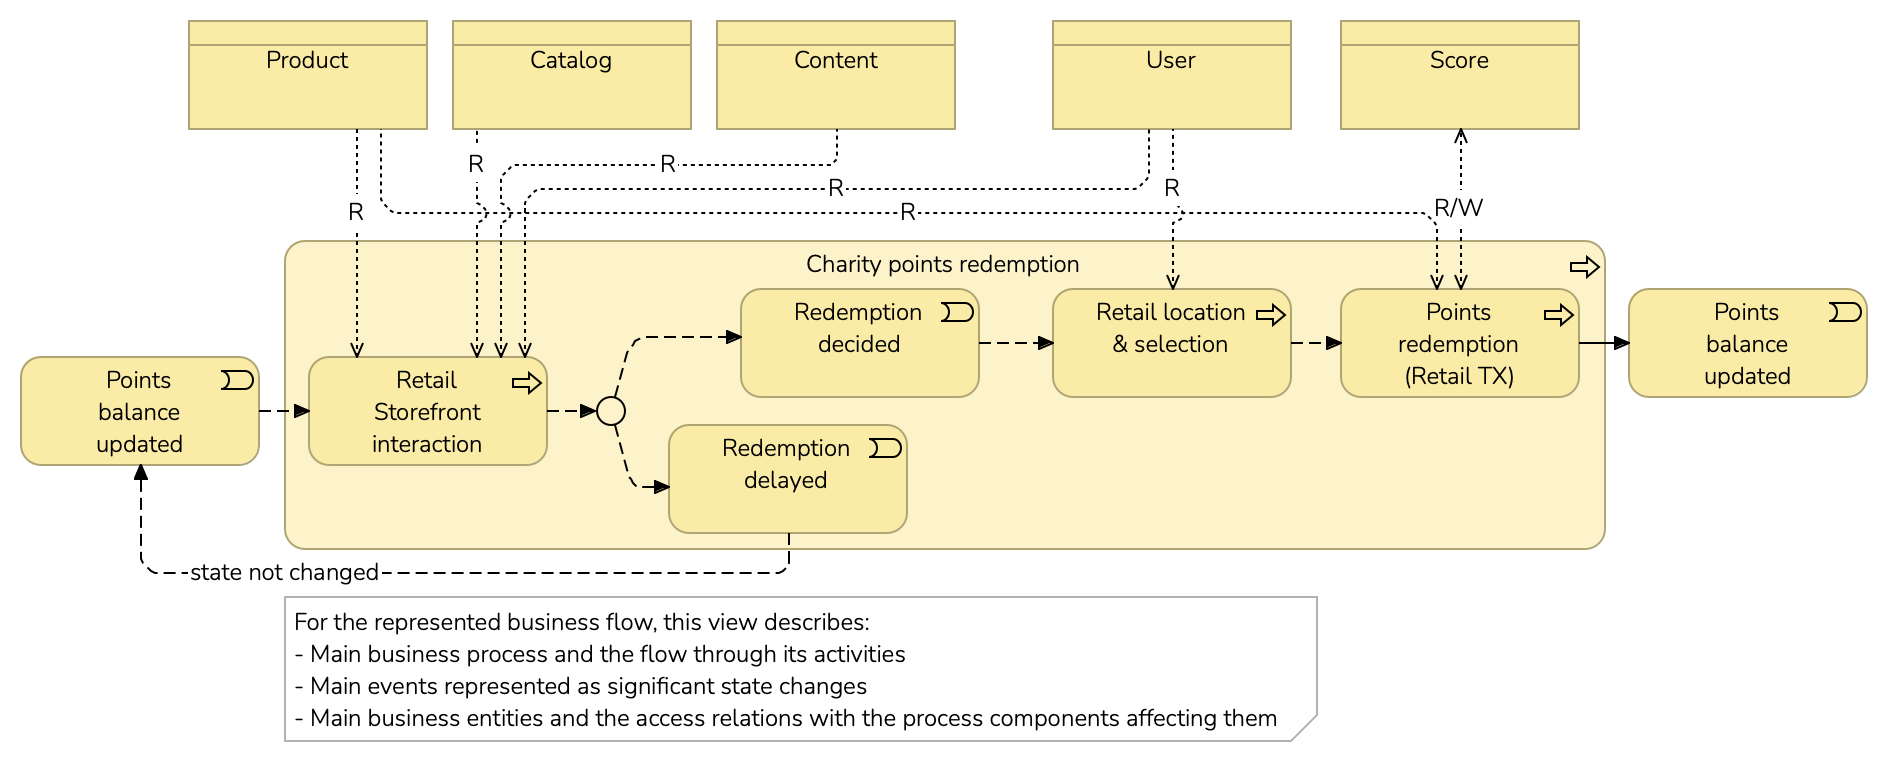 Product
Catalog
Content
User
Score
R
R
R
R
R
R
R/W
Charity points redemption
Redemption
decided
Retail location
& selection
Points
redemption
(Retail TX)
Points
balance
updated
Points
balance
updated
Retail
Storefront
interaction
Redemption
delayed
state not changed
For the represented business flow, this view describes:
- Main business process and the flow through its activities
- Main events represented as significant state changes
- Main business entities and the access relations with the process components affecting them